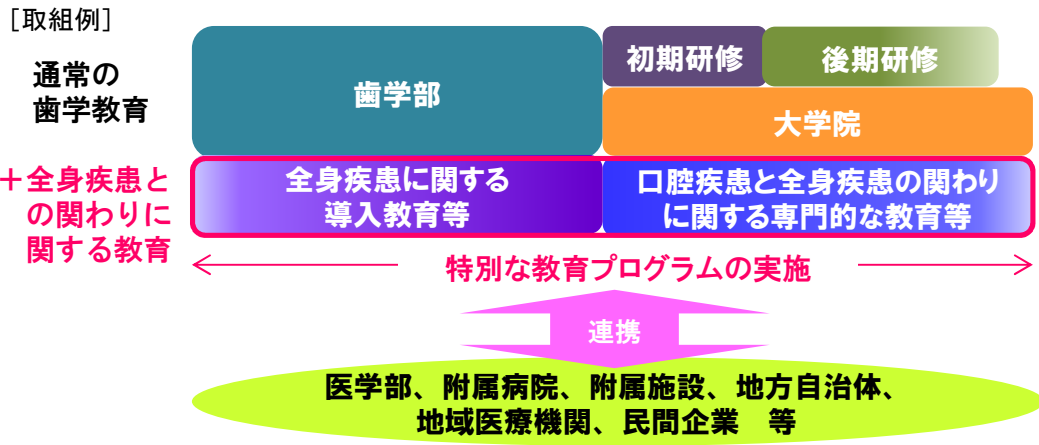 [取組例]
通常の
歯学教育
歯学部
初期研修
後期研修
大学院
＋全身疾患と
の関わりに
関する教育
全身疾患に関する
導入教育等
口腔疾患と全身疾患の関わり
に関する専門的な教育等
特別な教育プログラムの実施
連携
医学部、附属病院、附属施設、地方自治体、
地域医療機関、民間企業　等